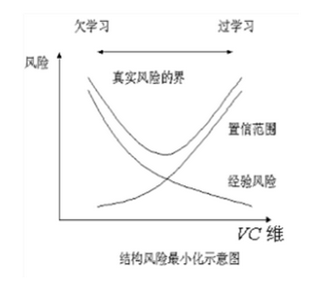 欠学习 过学习
风险
真实风险的界
置信范围
经验风险
VC 维
结构风险最小化示意图